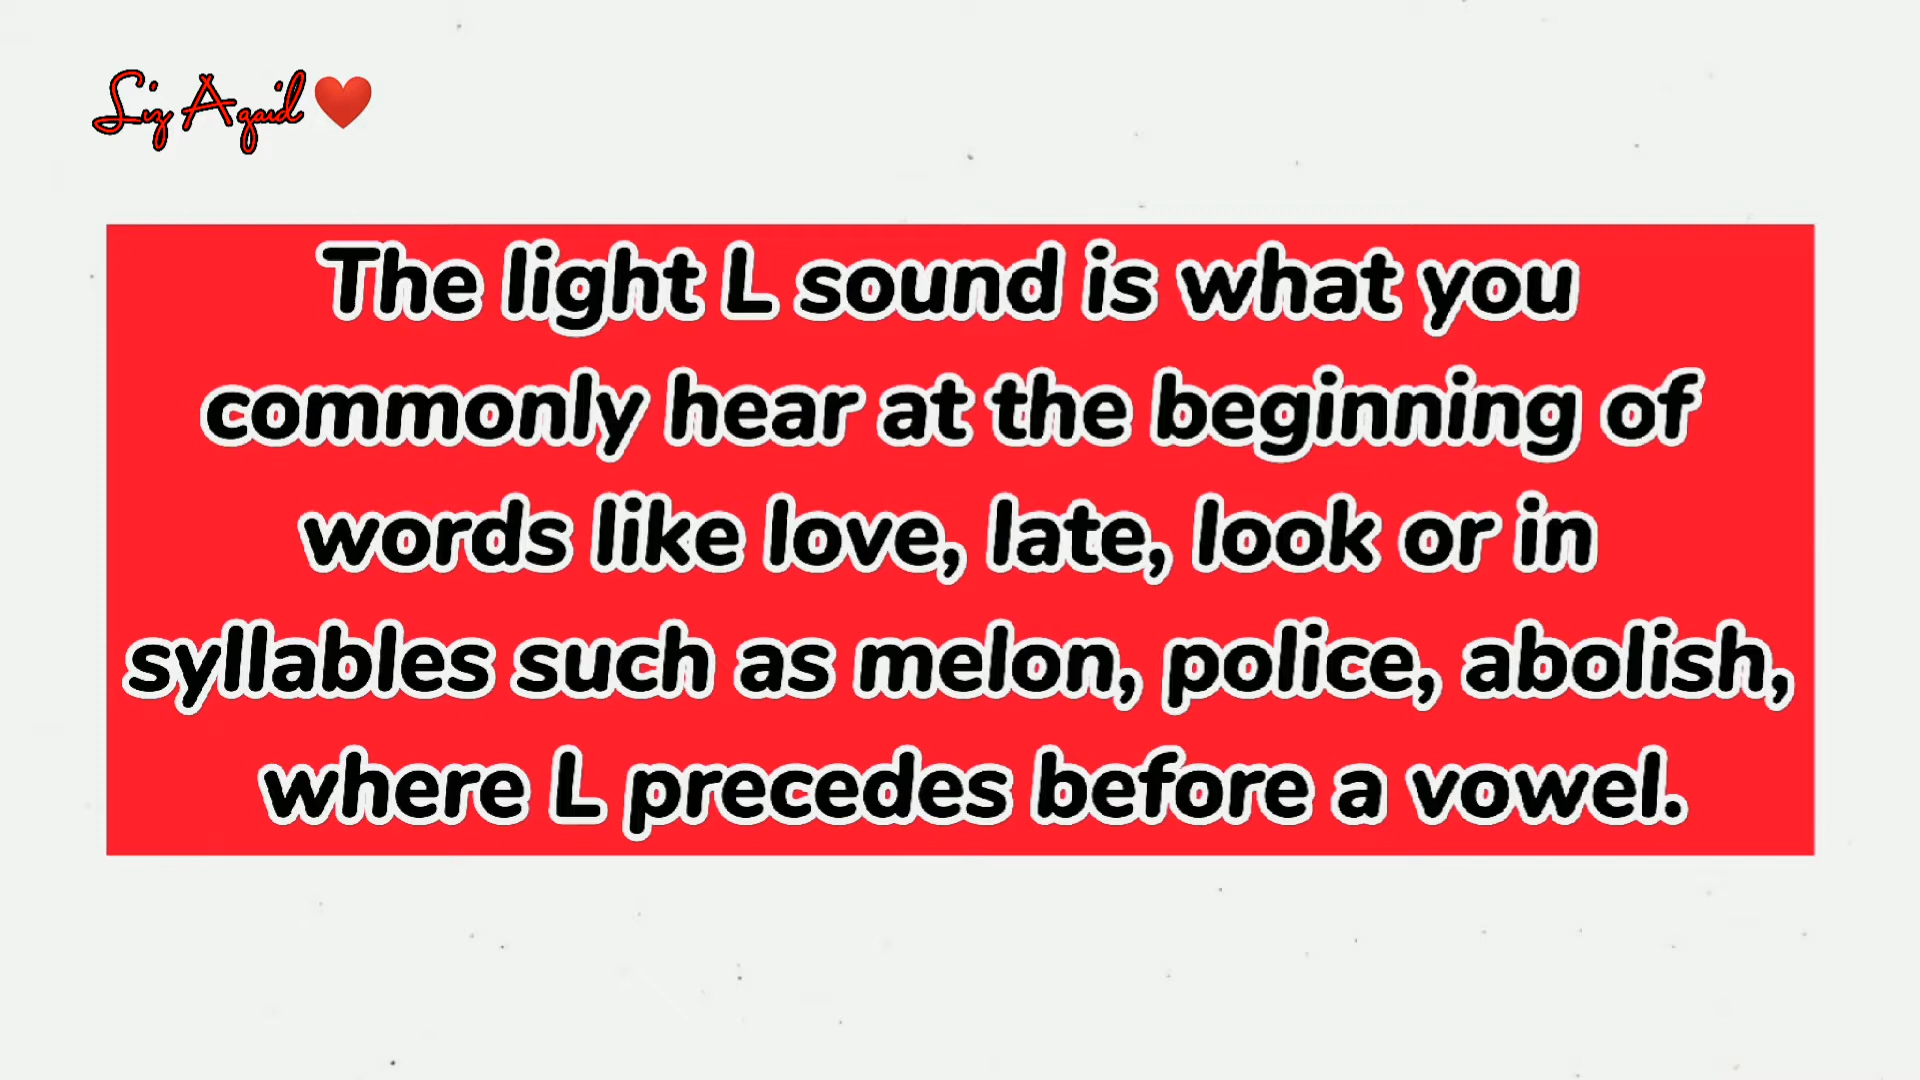 Liz Agaid ❤️
The light L sound is what you
commonly hear at the beginning of
words like love, late, look or in
syllables such as melon, police, abolish,
where L precedes before a vowel.